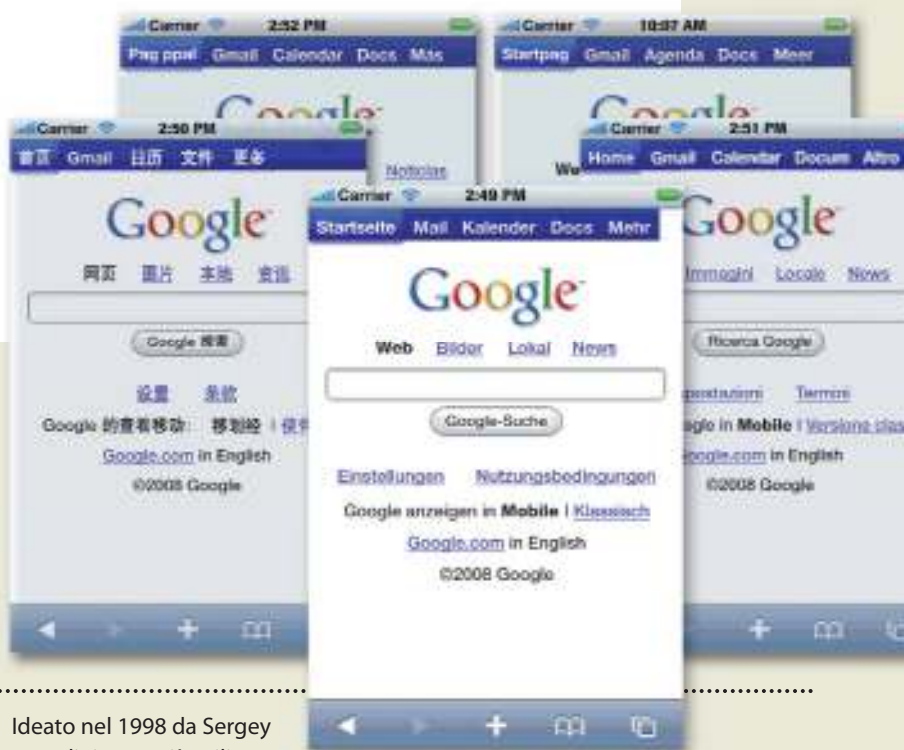 Carrier 2:52 PM
Pag ppal Gmail Calendar Docs Más
Google
Noticias
Carrier 10:07 AM
Startpag Gmail Agenda Docs Meer
Google
We
Carrier 2:50 PM
首页 Gmail 日历 文件 更多
Google
网页 图片 本地 资讯
Google 搜索
设置 条款
Google 的查看移动:
Google.com in English
©2008 Google
Carrier 2:51 PM
Home Gmail Calendar Docum Altro
Google
Immagini Locale News
Ricerca Google
postazioni Termini
ogle in Mobile | Versione clas
oogle.com in English
©2008 Google
Carrier 2:49 PM
Startseite Mail Kalender Docs Mehr
Google
Web Bilder Lokal News
Google-Suche
Einstellungen Nutzungsbedingungen
Google anzeigen in Mobile | Klassisch
Google.com in English
©2008 Google
Ideato nel 1998 da Sergey